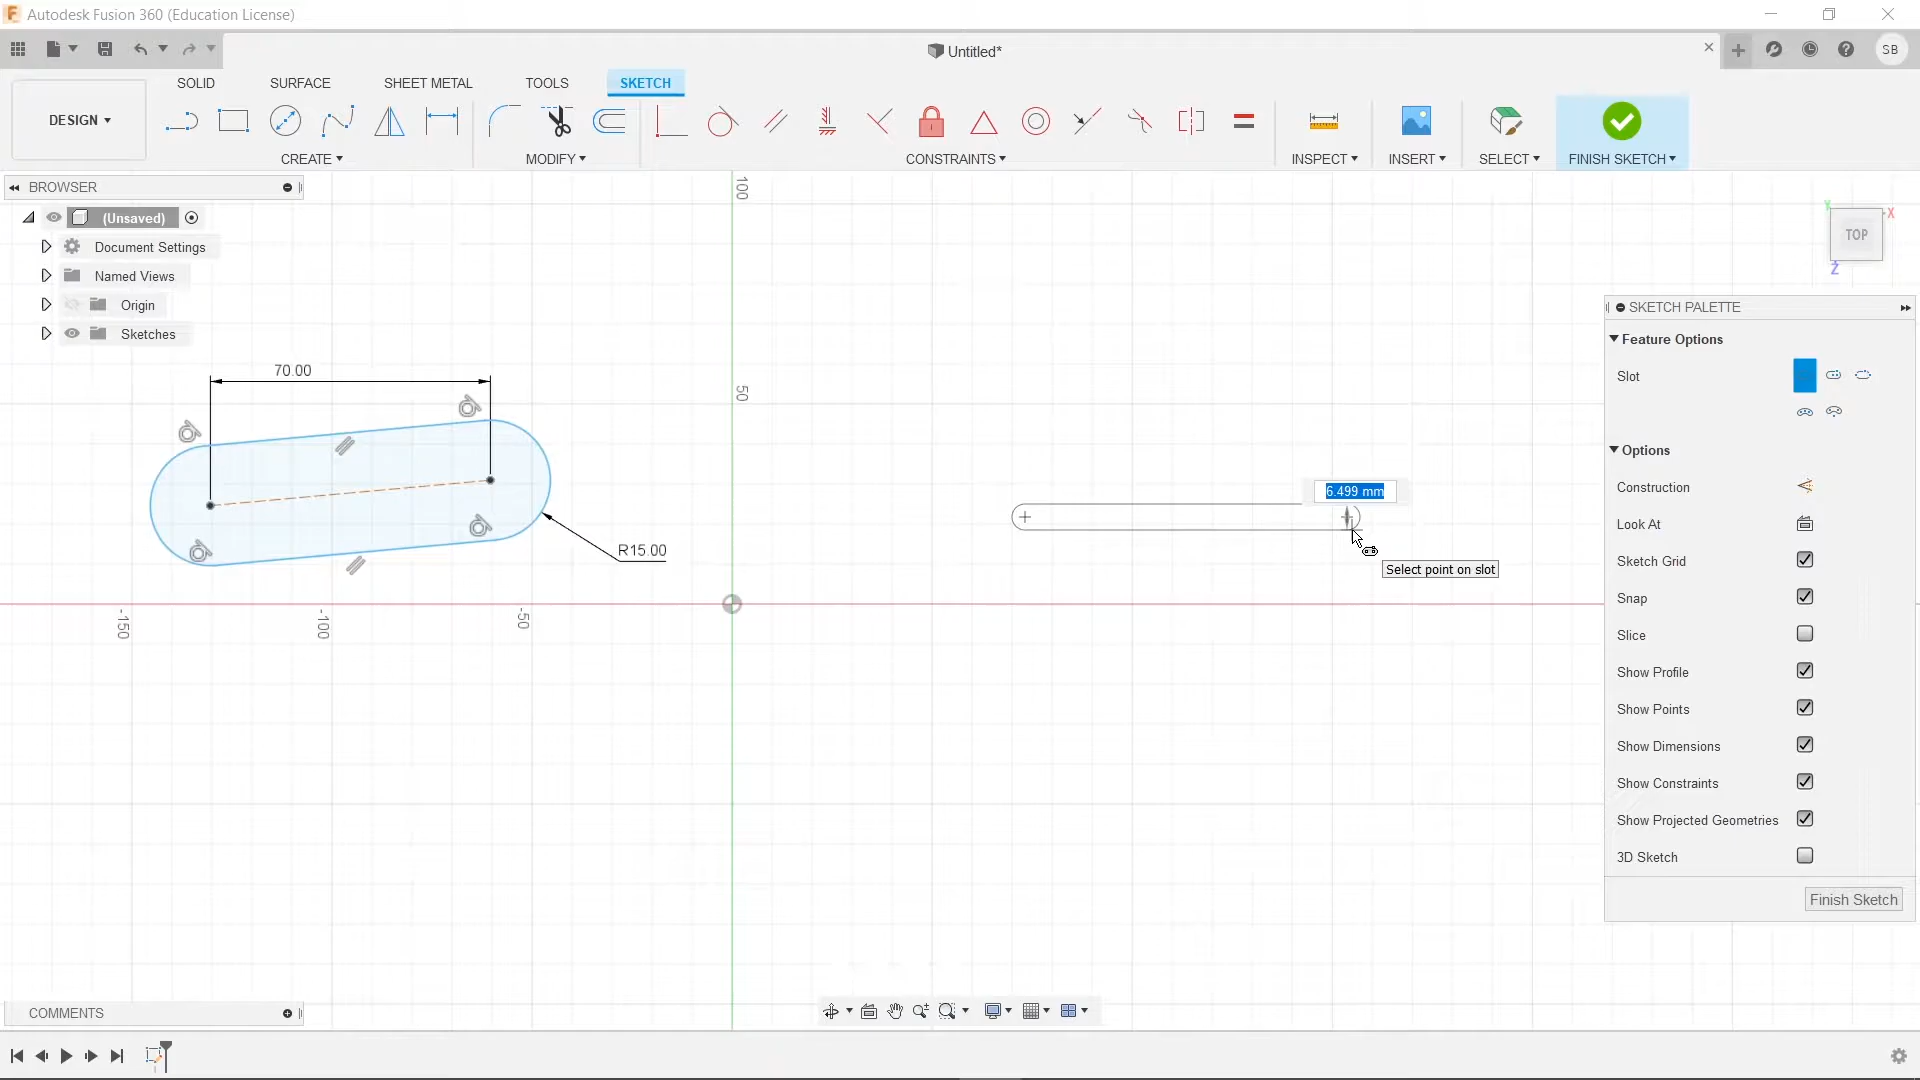 Autodesk Fusion 360 (Education License)
Untitled*
SB
DESIGN
SOLID
SURFACE
SHEET METAL
TOOLS
SKETCH
CREATE
MODIFY
CONSTRAINTS
INSPECT
INSERT
SELECT
FINISH SKETCH
BROWSER
(Unsaved)
Document Settings
Named Views
Origin
Sketches
100
50
-150
-100
-50
70.00
R15.00
6.499 mm
Select point on slot
Y
X
TOP
Z
SKETCH PALETTE
Feature Options
Slot
Options
Construction
Look At
Sketch Grid
Snap
Slice
Show Profile
Show Points
Show Dimensions
Show Constraints
Show Projected Geometries
3D Sketch
Finish Sketch
COMMENTS